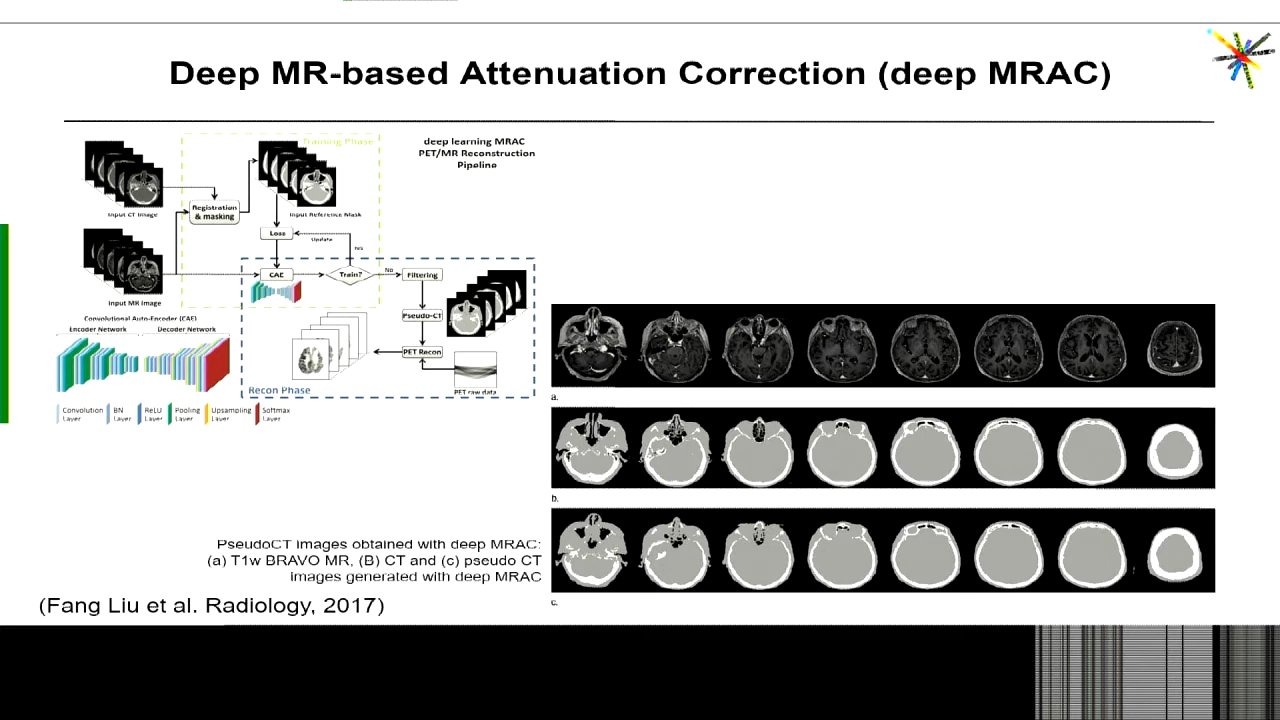 Deep MR-based Attenuation Correction (deep MRAC)
Training Phase
deep learning MRAC
PET/MR Reconstruction
Pipeline
Input CT Image
Registration
& masking
Input Reference Mask
Loss
Update
Yes
Input MR Image
CAE
Train?
No
Filtering
Pseudo-CT
PET Recon
PET raw data
Recon Phase
Convolutional Auto-Encoder (CAE)
Encoder Network
Decoder Network
Convolution Layer
BN Layer
ReLU Layer
Pooling Layer
Upsampling Layer
Softmax Layer
a.
b.
c.
PseudoCT images obtained with deep MRAC:
(a) T1w BRAVO MR, (B) CT and (c) pseudo CT
images generated with deep MRAC
(Fang Liu et al. Radiology, 2017)